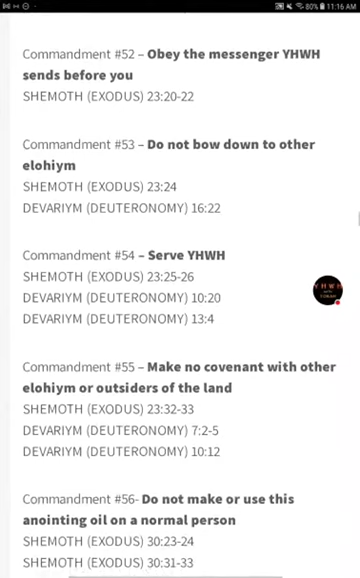 80% 11:16 AM
Commandment #52 – Obey the messenger YHWH
sends before you
SHEMOTH (EXODUS) 23:20-22
Commandment #53 – Do not bow down to other
elohiym
SHEMOTH (EXODUS) 23:24
DEVARIYM (DEUTERONOMY) 16:22
Commandment #54 – Serve YHWH
SHEMOTH (EXODUS) 23:25-26
DEVARIYM (DEUTERONOMY) 10:20
DEVARIYM (DEUTERONOMY) 13:4
YHWH
Commandment #55 – Make no covenant with other
elohiym or outsiders of the land
SHEMOTH (EXODUS) 23:32-33
DEVARIYM (DEUTERONOMY) 7:2-5
DEVARIYM (DEUTERONOMY) 10:12
Commandment #56- Do not make or use this
anointing oil on a normal person
SHEMOTH (EXODUS) 30:23-24
SHEMOTH (EXODUS) 30:31-33